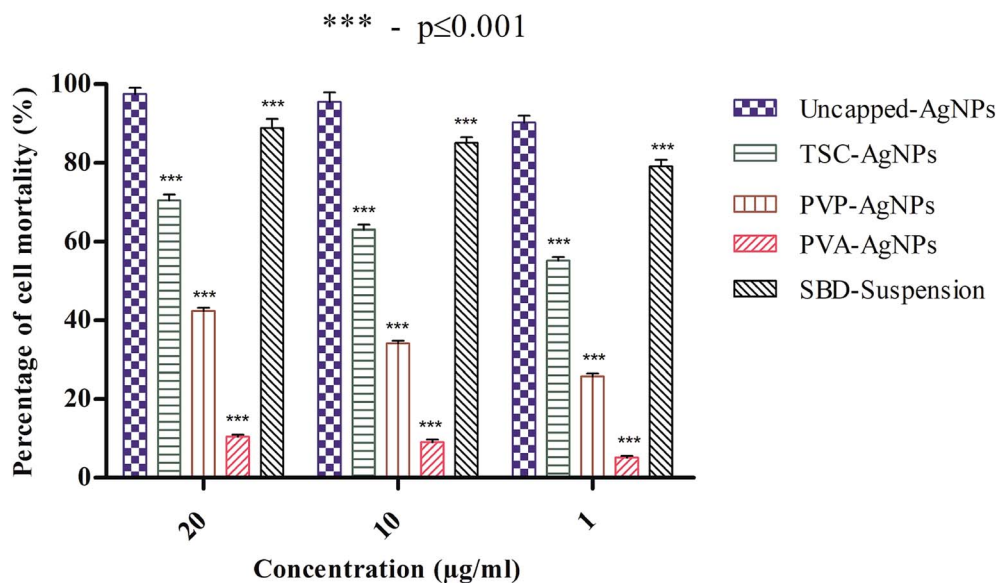 *** - p≤0.001
Percentage of cell mortality (%)
100
80
60
40
20
0
***
***
***
***
***
***
***
***
***
***
***
***
20
10
1
Concentration (µg/ml)
Uncapped-AgNPs
TSC-AgNPs
PVP-AgNPs
PVA-AgNPs
SBD-Suspension